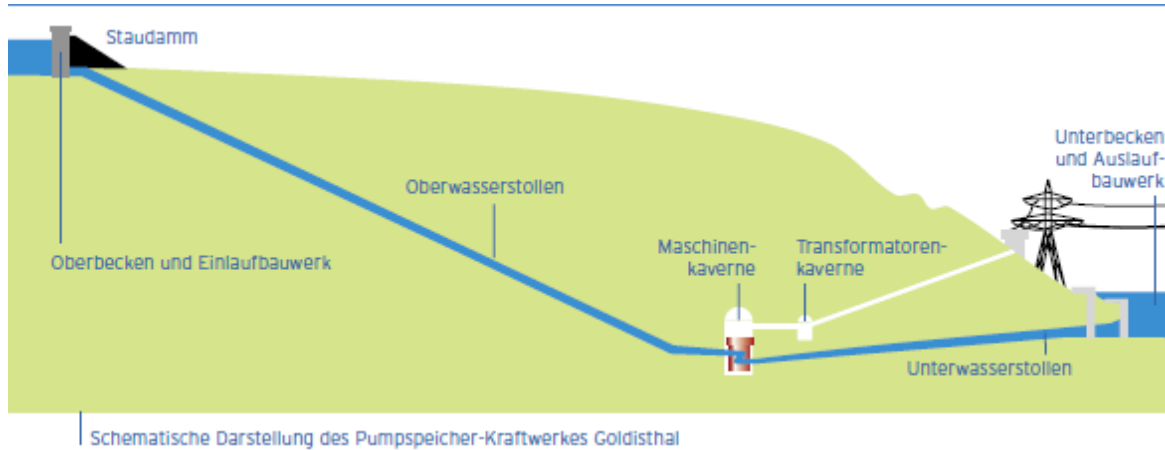 Staudamm
Unterbecken
und Auslauf-
bauwerk
Oberwasserstollen
Maschinen-
kaverne
Transformatoren-
kaverne
Oberbecken und Einlaufbauwerk
Unterwasserstollen
Schematische Darstellung des Pumpspeicher-Kraftwerkes Goldisthal